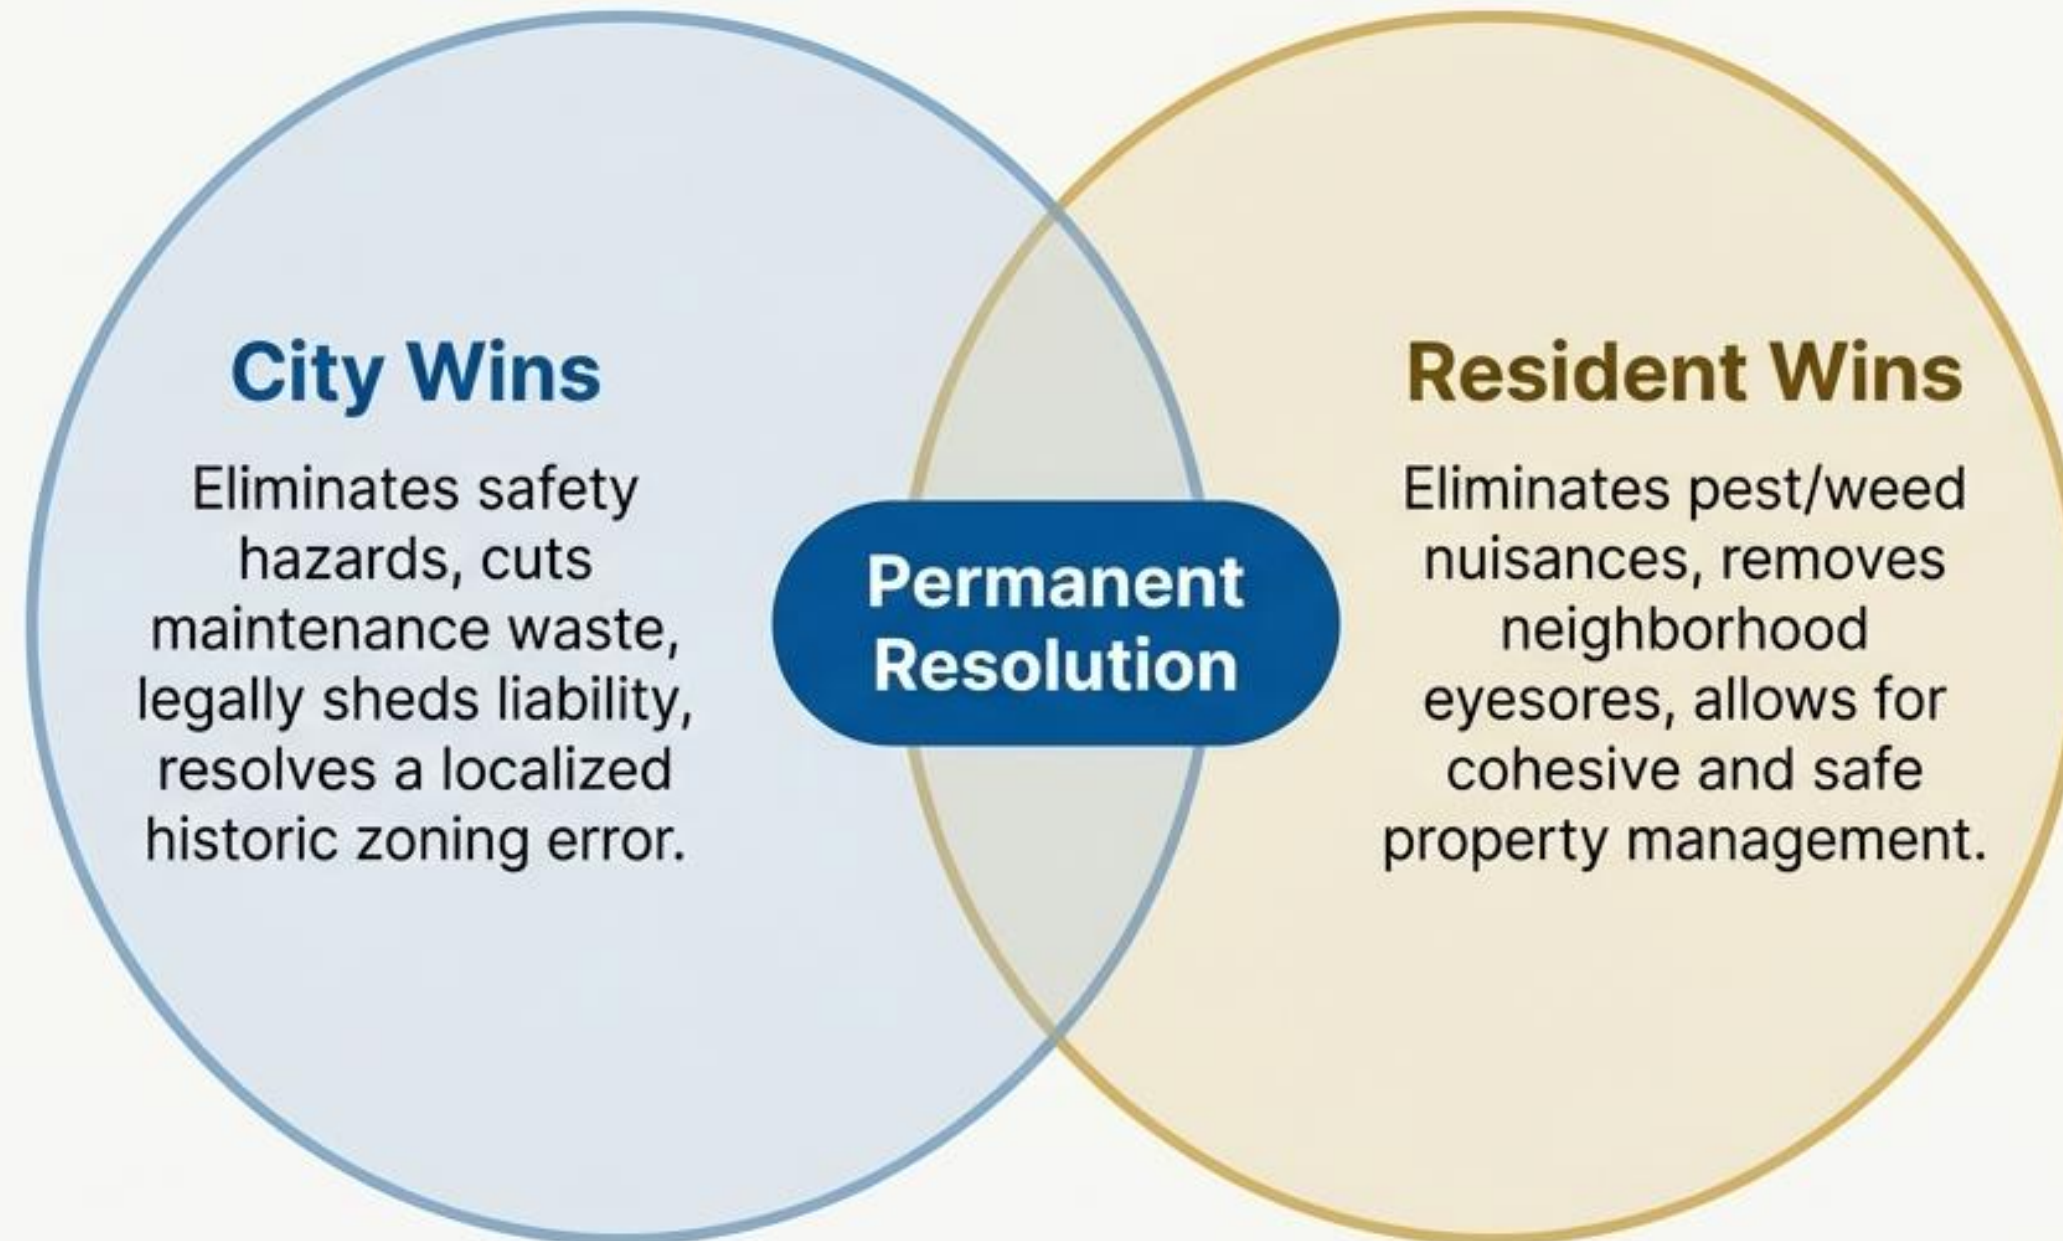 City Wins
Eliminates safety
hazards, cuts
maintenance waste,
legally sheds liability,
resolves a localized
historic zoning error.
Permanent
Resolution
Resident Wins
Eliminates pest/weed
nuisances, removes
neighborhood
eyesores, allows for
cohesive and safe
property management.